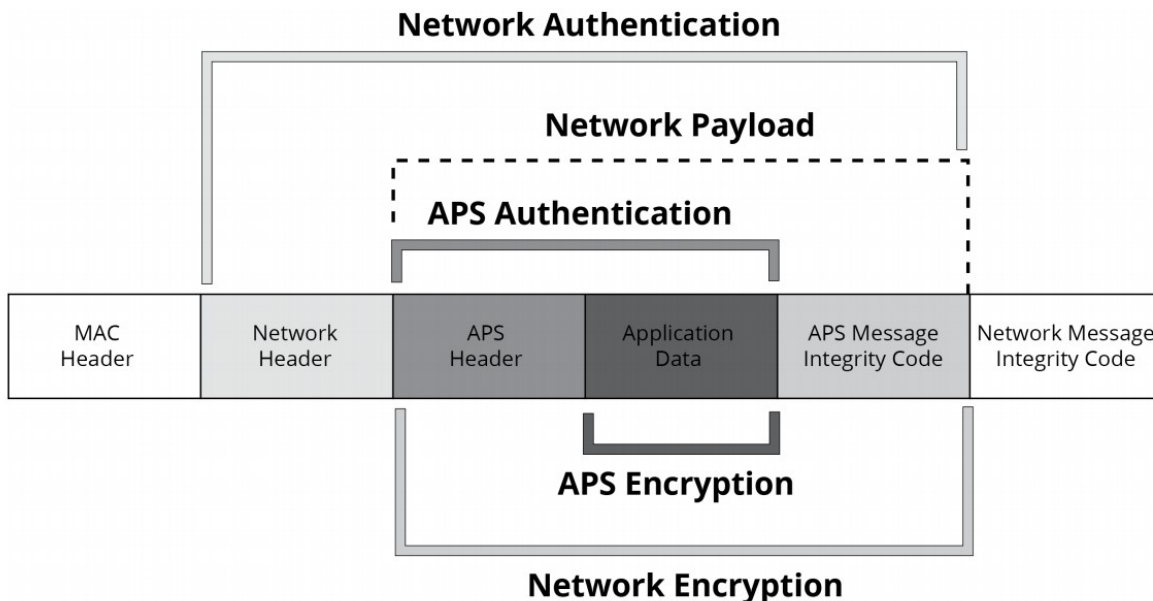 Network Authentication
Network Payload
APS Authentication
MAC Header
Network Header
APS Header
Application Data
APS Message Integrity Code
Network Message Integrity Code
APS Encryption
Network Encryption